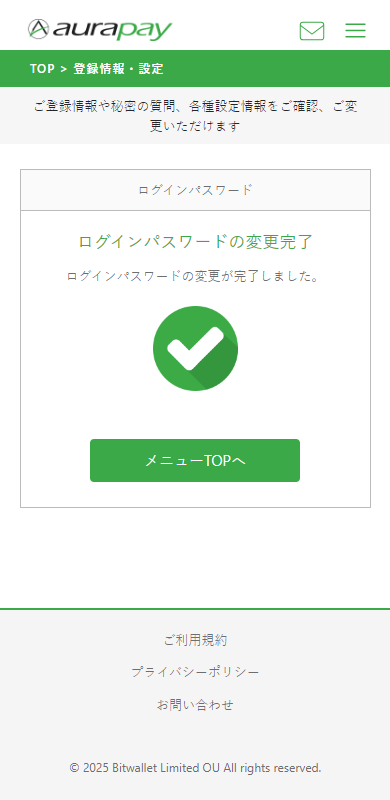 aurapay
TOP > 登録情報・設定
ご登録情報や秘密の質問、各種設定情報をご確認、ご変
更いただけます
ログインパスワード
ログインパスワードの変更完了
ログインパスワードの変更が完了しました。
メニューTOPへ
ご利用規約
プライバシーポリシー
お問い合わせ
© 2025 Bitwallet Limited OU All rights reserved.